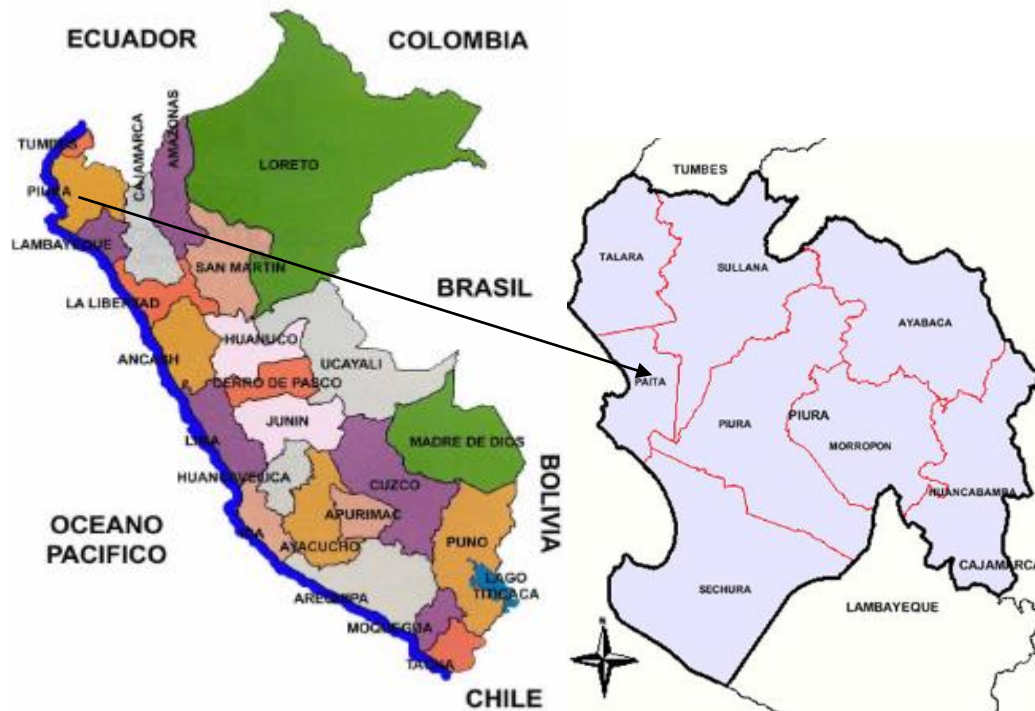 ECUADOR
COLOMBIA
TUMBES
CAJAMARCA
AMAZONAS
LORETO
PIURA
LAMBAYEQUE
SAN MARTIN
LA LIBERTAD
BRASIL
HUANUCO
ANCASH
UCAYALI
CERRO DE PASCO
JUNIN
LIMA
MADRE DE DIOS
HUANCAVELICA
CUZCO
BOLIVIA
OCEANO
PACIFICO
APURIMAC
ICA
AYACUCHO
PUNO
LAGO
TITICACA
AREQUIPA
MOQUEGUA
TACNA
CHILE
TUMBES
TALARA
SULLANA
AYABACA
PAITA
PIURA
PIURA
MORROPON
HUANCABAMBA
CAJAMARCA
SECHURA
LAMBAYEQUE
N